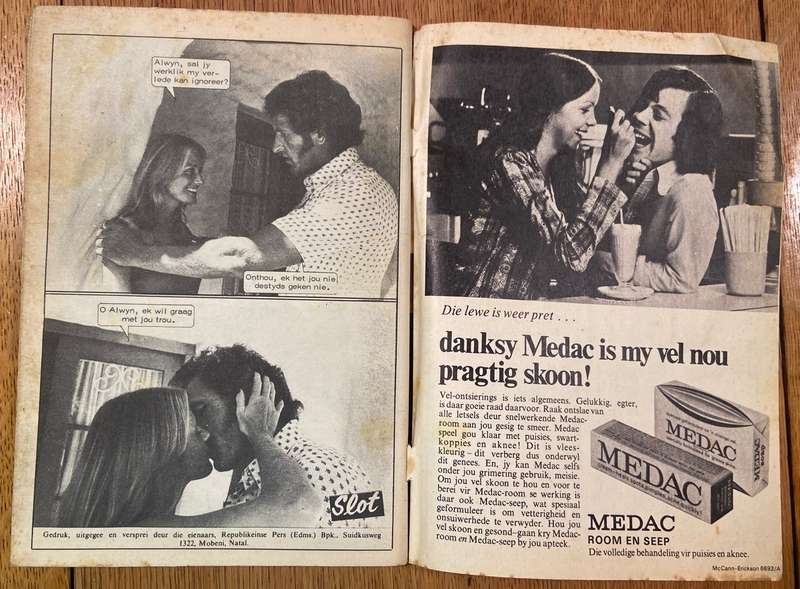 Alwyn, sal jy
werklik my ver-
lede kan ignoreer?
Onthou, ek het jou nie
destyds geken nie.
O Alwyn, ek wil graag
met jou trou.
Slot
Gedruk, uitgegee en versprei deur die eienaars, Republikeinse Pers (Edms.) Bpk., Suidkusweg
1322, Mobeni, Natal.
Die lewe is weer pret . . .
danksy Medac is my vel nou
pragtig skoon!
Vel-ontsierings is iets algemeens. Gelukkig, egter,
is daar goeie raad daarvoor. Raak ontslae van
alle letsels deur snelwerkende Medac-
room aan jou gesig te smeer. Medac
speel gou klaar met puisies, swart-
koppies en aknee! Dit is vlees-
kleurig – dit verberg dus onderwyl
dit genees. En, jy kan Medac selfs
onder jou grimering gebruik, meisie.
Om jou vel skoon te hou en voor te
berei vir Medac-room se werking is
daar ook Medac-seep, wat spesiaal
geformuleer is om vetterigheid en
onsuiwerhede te verwyder. Hou jou
vel skoon en gesond–gaan kry Medac-
room en Medac-seep by jou apteek.
MEDAC
MEDAC
SOAP
MEDAC
MEDAC
ROOM EN SEEP
Die volledige behandeling vir puisies en aknee.
McCann-Erickson 6693/A